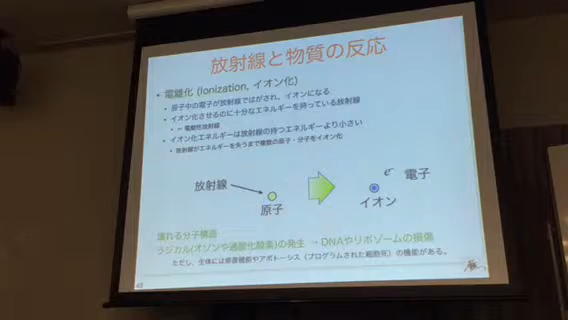 放射線と物質の反応
• 電離化 (Ionization, イオン化)
• 原子中の電子が放射線ではがされ、イオンになる
• イオン化させるのに十分なエネルギーを持っている放射線
• = 電離性放射線
• イオン化エネルギーは放射線の持つエネルギーより小さい
• 放射線がエネルギーを失うまで複数の原子・分子をイオン化
放射線
原子
e⁻ 電子
イオン
壊れる分子構造
ラジカル(オゾンや過酸化酸素)の発生 → DNAやリボソームの損傷
ただし、生体には修復機能やアポトーシス（プログラムされた細胞死）の機能がある。